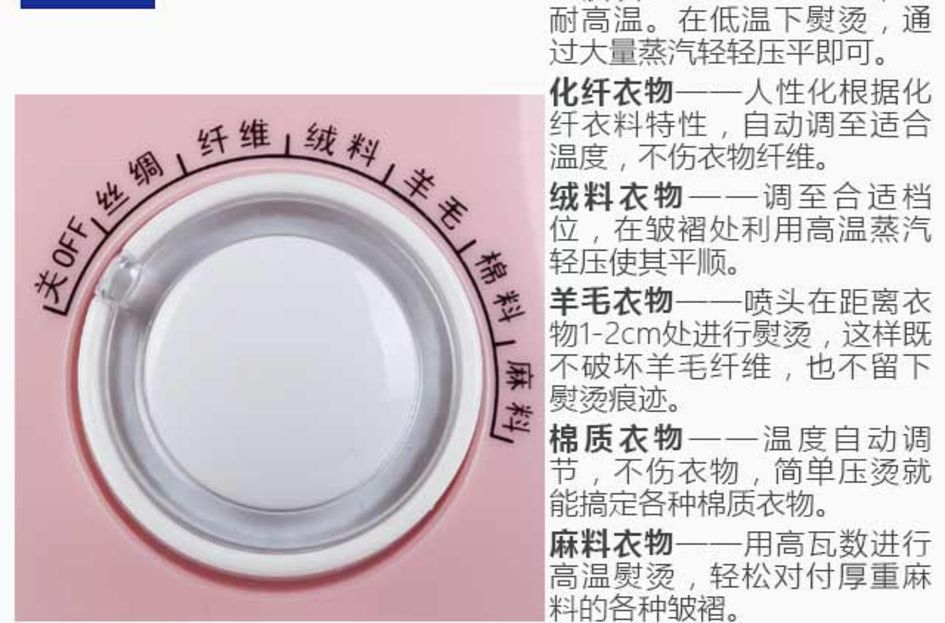 关OFF
丝绸
纤维
绒料
羊毛
棉料
麻料
耐高温。在低温下熨烫，通
过大量蒸汽轻轻压平即可。
化纤衣物——人性化根据化
纤衣料特性，自动调至适合
温度，不伤衣物纤维。
绒料衣物——调至合适档
位，在皱褶处利用高温蒸汽
轻压使其平顺。
羊毛衣物——喷头在距离衣
物1-2cm处进行熨烫，这样既
不破坏羊毛纤维，也不留下
熨烫痕迹。
棉质衣物——温度自动调
节，不伤衣物，简单压烫就
能搞定各种棉质衣物。
麻料衣物——用高瓦数进行
高温熨烫，轻松对付厚重麻
料的各种皱褶。